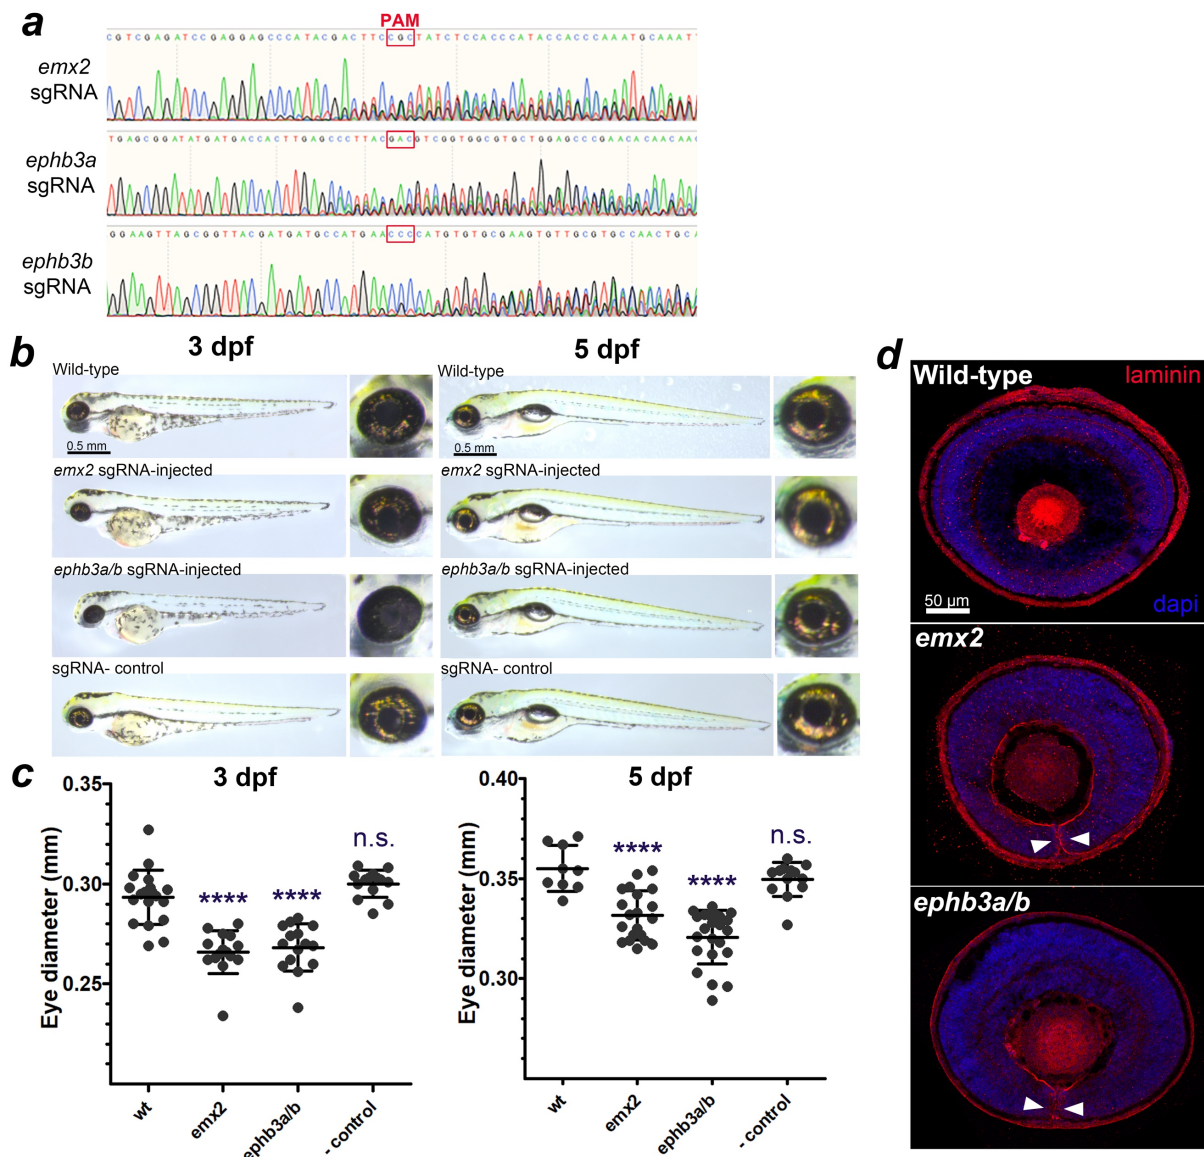 a
PAM
CGTCGAGATCCGAGGAGCCCATACGACTTCCGCTATCTCCACCCATACCACCCAAATGCAAAT
emx2
sgRNA
TGAGCGGATATGATGACCACTTGAGCCCTTACGACGTCGGTGGCGTGCTGGAGCCCGAACACAACAAC
ephb3a
sgRNA
GGAAGTTAGCGGTTACGATGATGCCATGAACCCCATGTGTGCGAAGTGTTGCGTGCCAACTGCA
ephb3b
sgRNA
b
3 dpf
5 dpf
Wild-type
0.5 mm
Wild-type
0.5 mm
emx2 sgRNA-injected
emx2 sgRNA-injected
ephb3a/b sgRNA-injected
ephb3a/b sgRNA-injected
sgRNA- control
sgRNA- control
c
3 dpf
Eye diameter (mm)
0.35
0.30
0.25
****
****
n.s.
wt
emx2
ephb3a/b
- control
5 dpf
Eye diameter (mm)
0.40
0.35
0.30
****
****
n.s.
wt
emx2
ephb3a/b
- control
d
Wild-type
laminin
50 µm
dapi
emx2
ephb3a/b